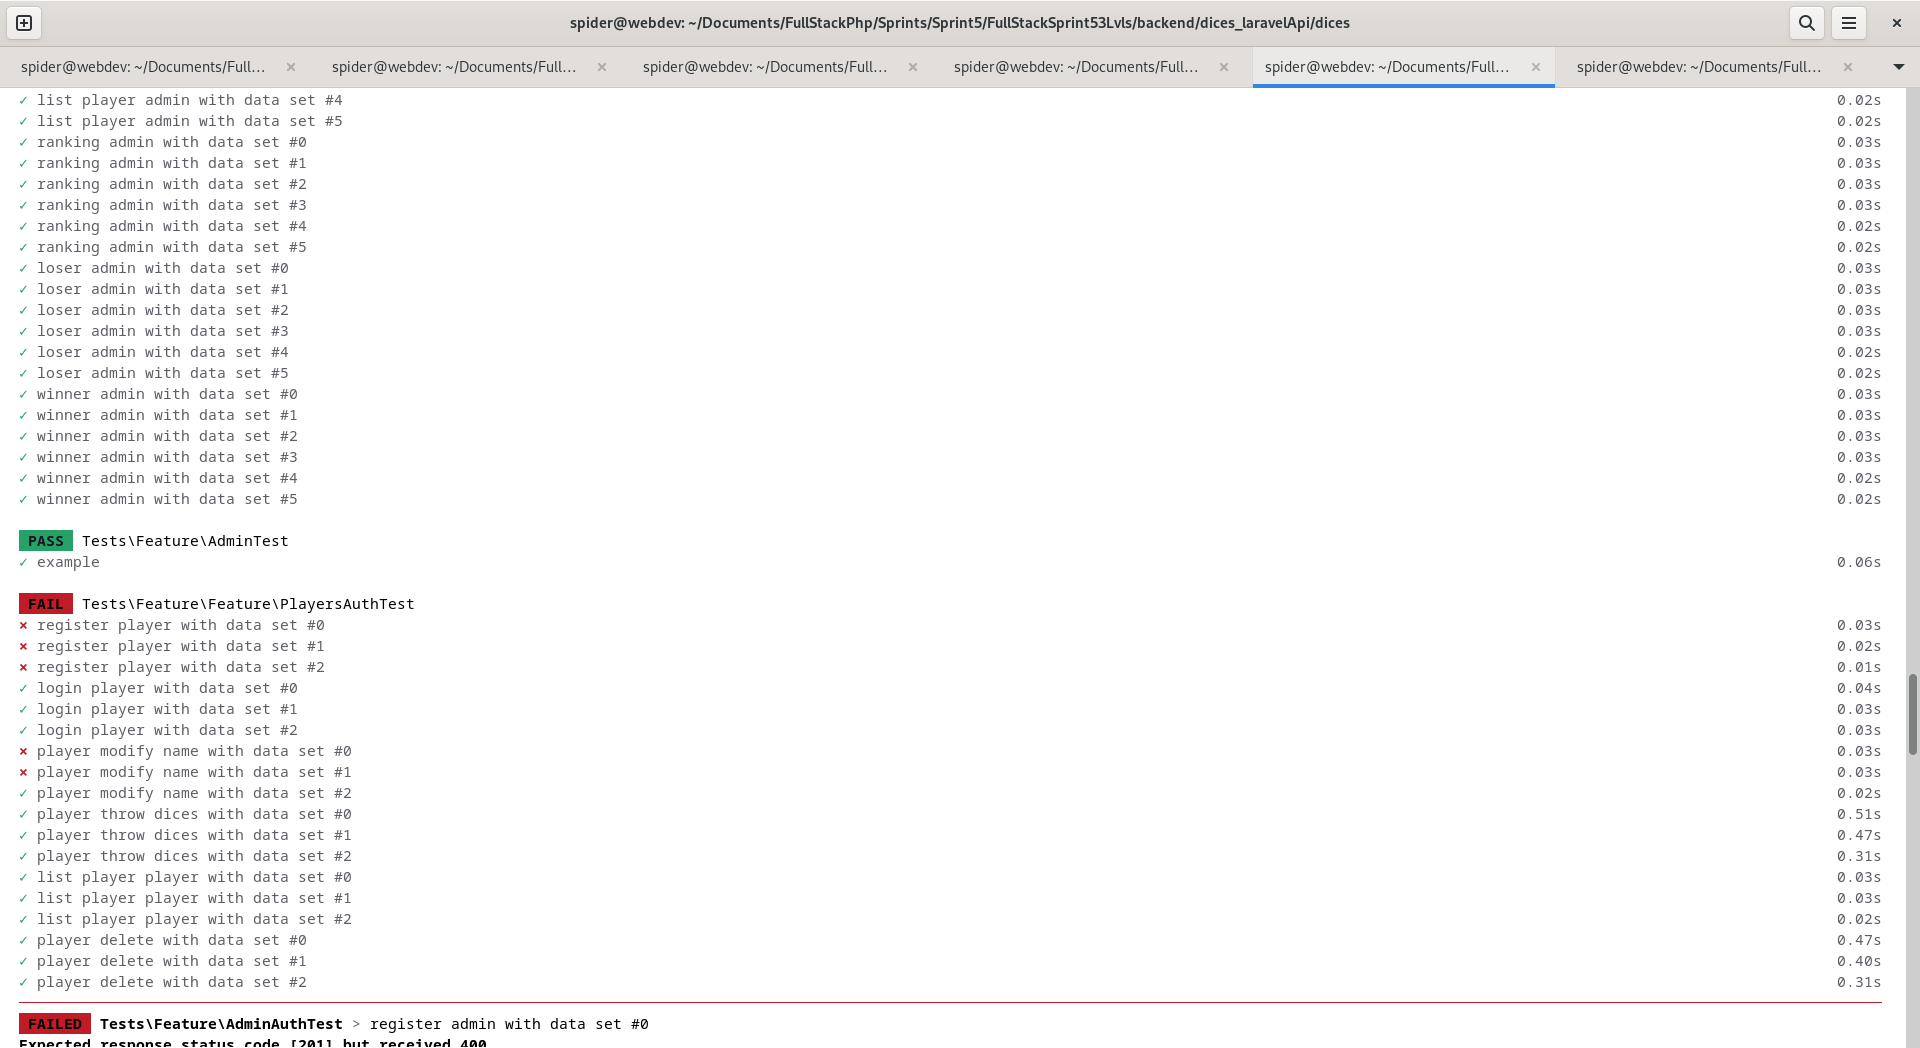 spider@webdev: ~/Documents/FullStackPhp/Sprints/Sprint5/FullStackSprint53Lvls/backend/dices_laravelApi/dices
spider@webdev: ~/Documents/Full... × spider@webdev: ~/Documents/Full... × spider@webdev: ~/Documents/Full... × spider@webdev: ~/Documents/Full... × spider@webdev: ~/Documents/Full... × spider@webdev: ~/Documents/Full... ×
✓ list player admin with data set #4 0.02s
✓ list player admin with data set #5 0.02s
✓ ranking admin with data set #0 0.03s
✓ ranking admin with data set #1 0.03s
✓ ranking admin with data set #2 0.03s
✓ ranking admin with data set #3 0.03s
✓ ranking admin with data set #4 0.02s
✓ ranking admin with data set #5 0.02s
✓ loser admin with data set #0 0.03s
✓ loser admin with data set #1 0.03s
✓ loser admin with data set #2 0.03s
✓ loser admin with data set #3 0.03s
✓ loser admin with data set #4 0.02s
✓ loser admin with data set #5 0.02s
✓ winner admin with data set #0 0.03s
✓ winner admin with data set #1 0.03s
✓ winner admin with data set #2 0.03s
✓ winner admin with data set #3 0.03s
✓ winner admin with data set #4 0.02s
✓ winner admin with data set #5 0.02s
PASS Tests\Feature\AdminTest
✓ example 0.06s
FAIL Tests\Feature\Feature\PlayersAuthTest
× register player with data set #0 0.03s
× register player with data set #1 0.02s
× register player with data set #2 0.01s
✓ login player with data set #0 0.04s
✓ login player with data set #1 0.03s
✓ login player with data set #2 0.03s
× player modify name with data set #0 0.03s
× player modify name with data set #1 0.03s
✓ player modify name with data set #2 0.02s
✓ player throw dices with data set #0 0.51s
✓ player throw dices with data set #1 0.47s
✓ player throw dices with data set #2 0.31s
✓ list player player with data set #0 0.03s
✓ list player player with data set #1 0.03s
✓ list player player with data set #2 0.02s
✓ player delete with data set #0 0.47s
✓ player delete with data set #1 0.40s
✓ player delete with data set #2 0.31s
FAILED Tests\Feature\AdminAuthTest > register admin with data set #0
Expected response status code [201] but received 400.